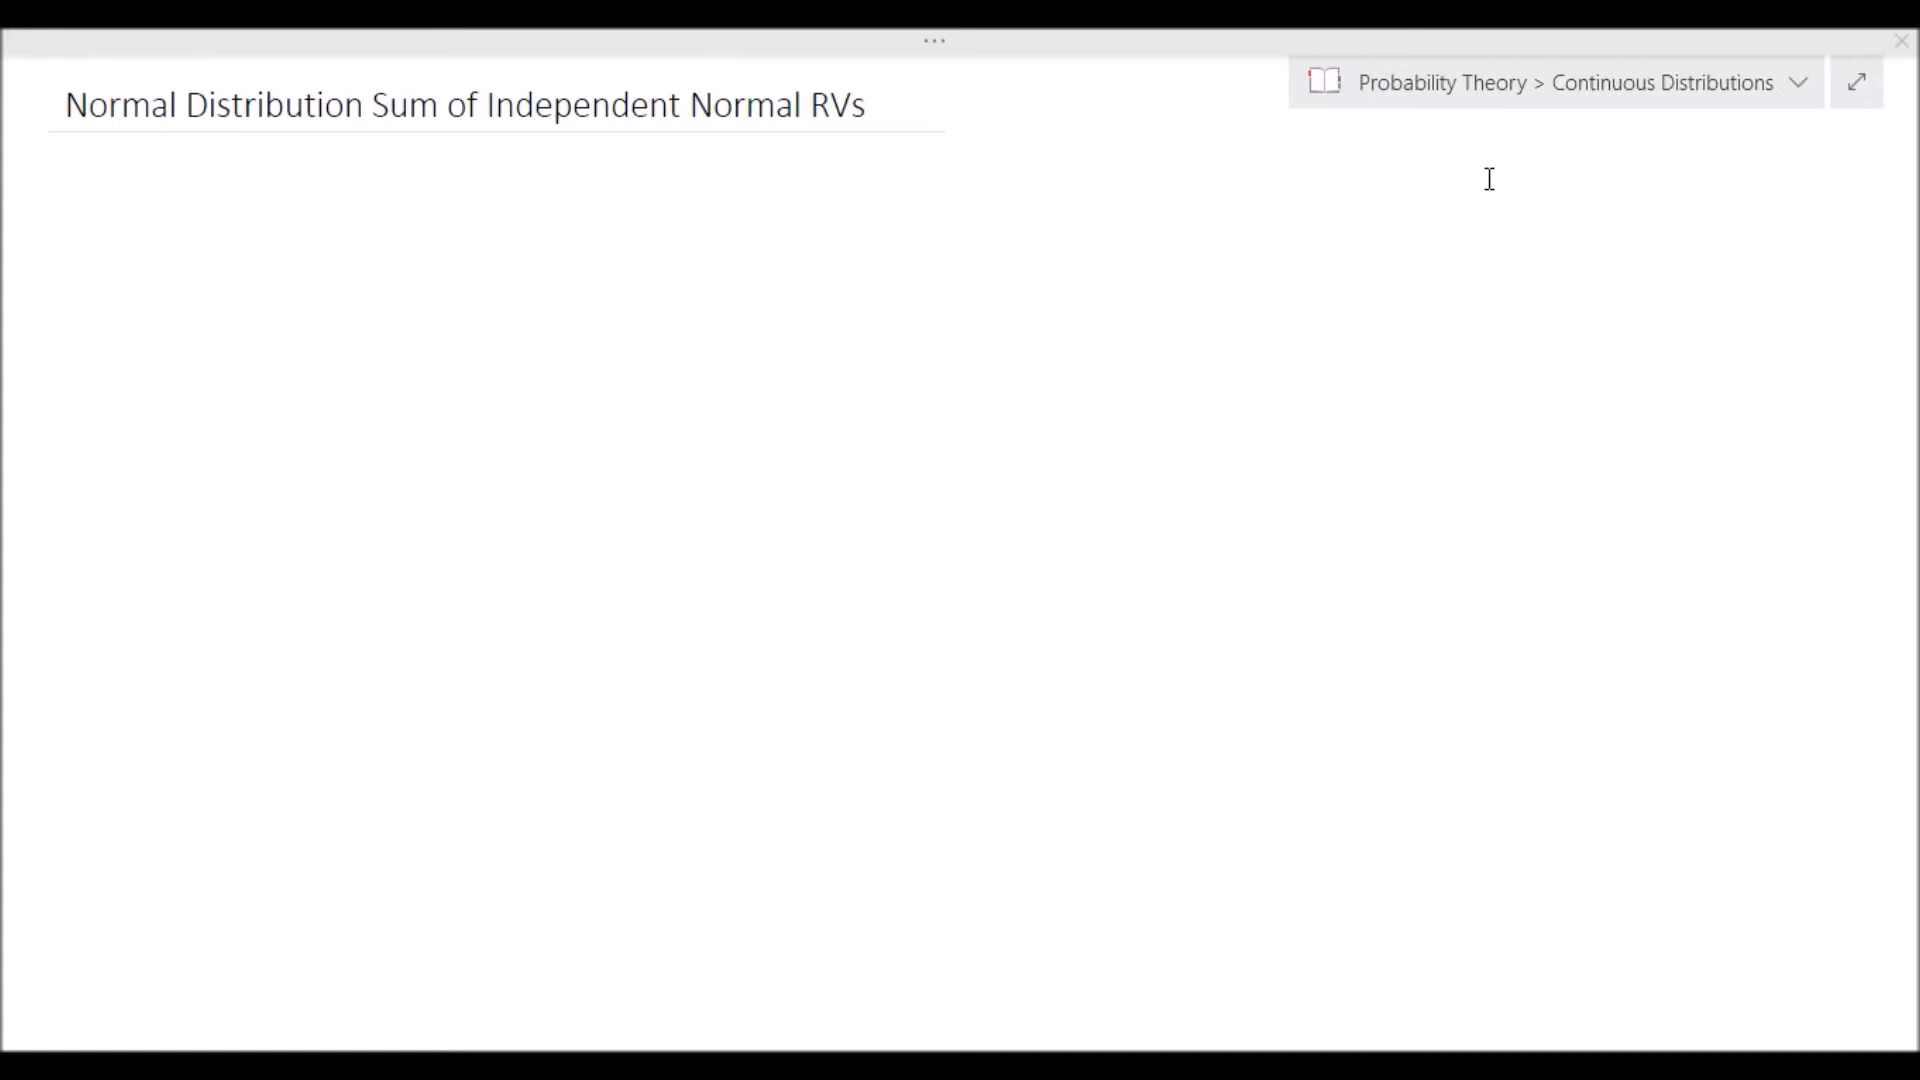 Normal Distribution Sum of Independent Normal RVs
Probability Theory > Continuous Distributions